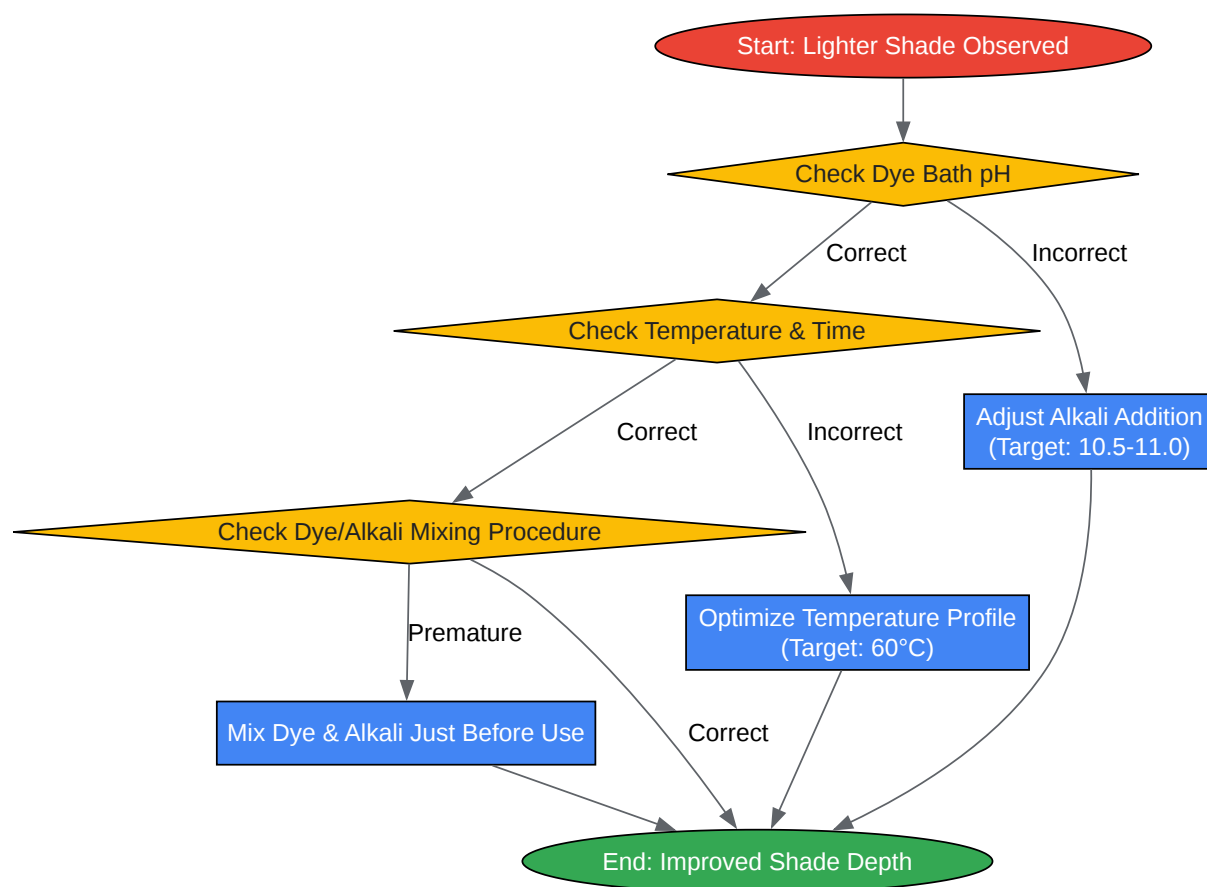 Start: Lighter Shade Observed
Check Dye Bath pH
Correct
Incorrect
Check Temperature & Time
Adjust Alkali Addition
(Target: 10.5-11.0)
Correct
Incorrect
Check Dye/Alkali Mixing Procedure
Optimize Temperature Profile
(Target: 60°C)
Premature
Mix Dye & Alkali Just Before Use
Correct
End: Improved Shade Depth